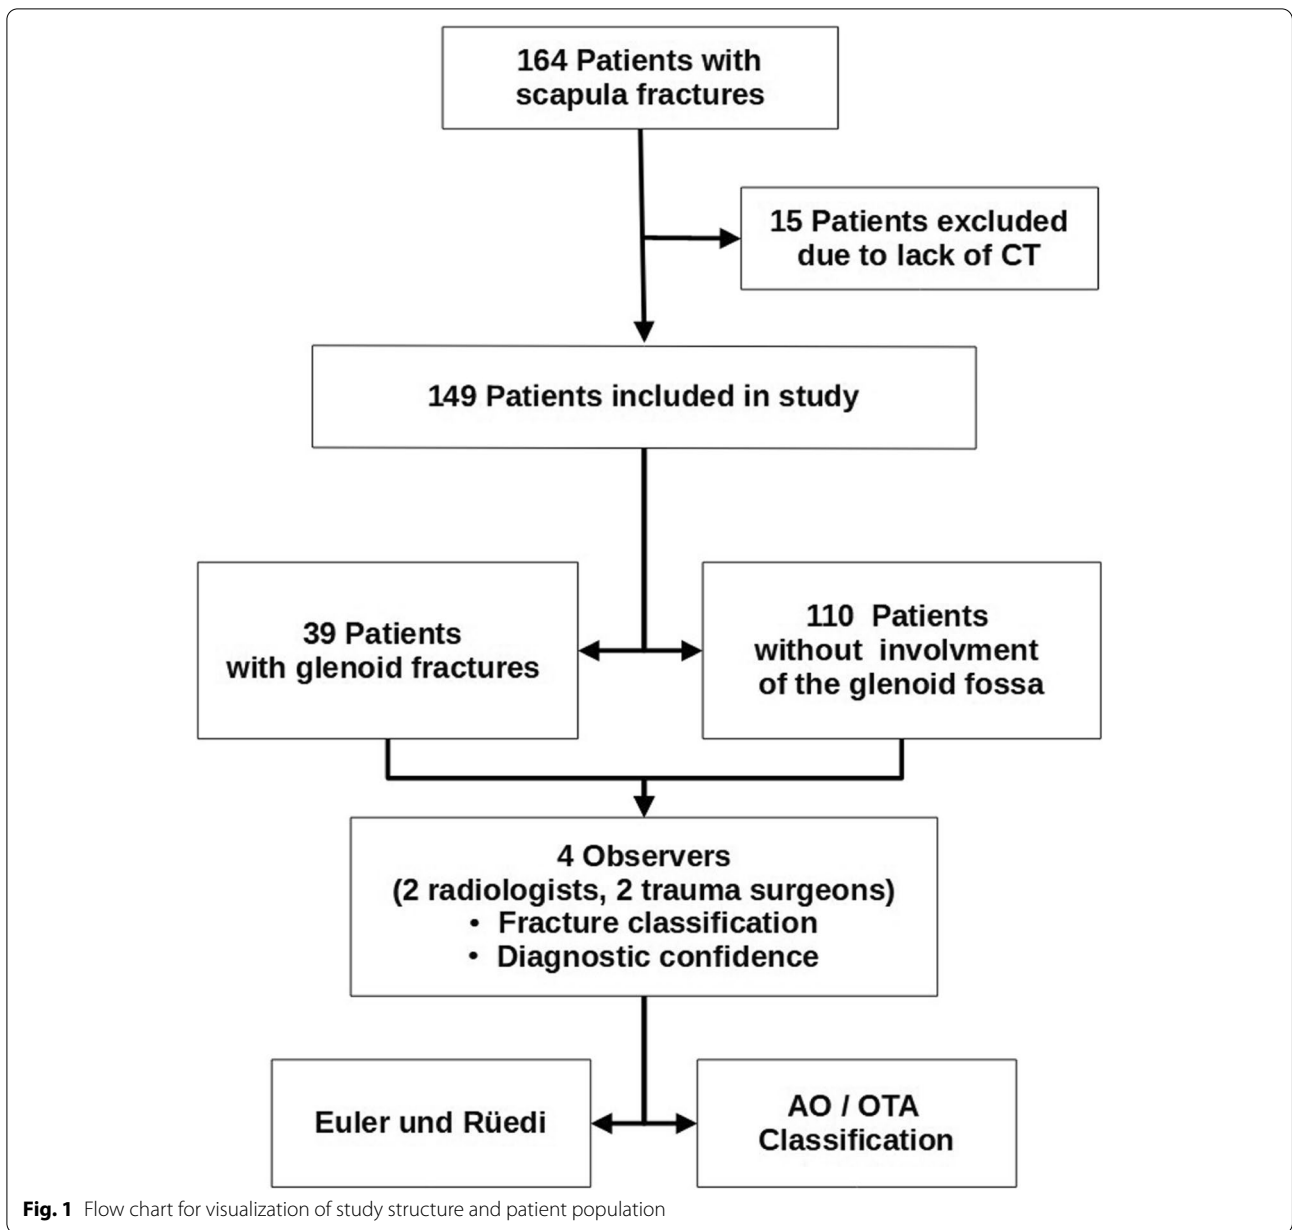 164 Patients with
scapula fractures
15 Patients excluded
due to lack of CT
149 Patients included in study
39 Patients
with glenoid fractures
110 Patients
without involvment
of the glenoid fossa
4 Observers
(2 radiologists, 2 trauma surgeons)
• Fracture classification
• Diagnostic confidence
Euler und Rüedi
AO / OTA
Classification
Fig. 1 Flow chart for visualization of study structure and patient population